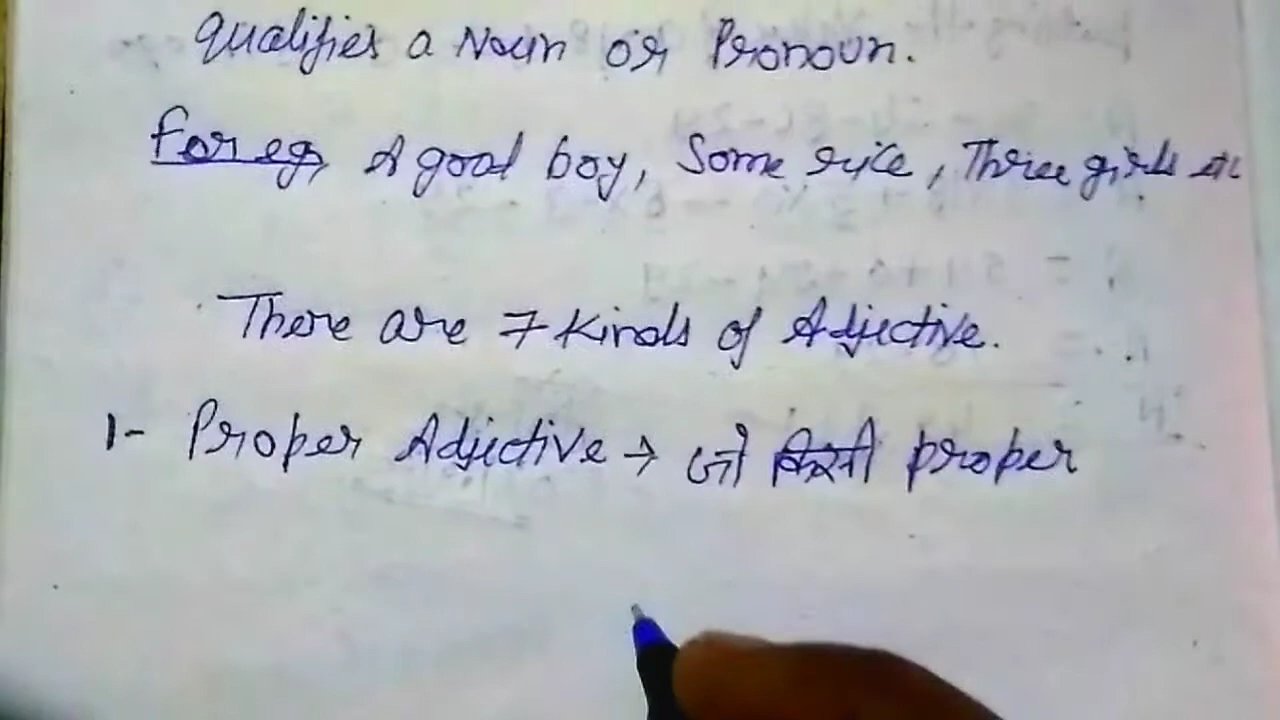 qualifies a Noun or Pronoun.
For eg, A good boy, Some rice, Three girls etc
There are 7 Kinds of Adjective.
1- Proper Adjective → जो किसी proper